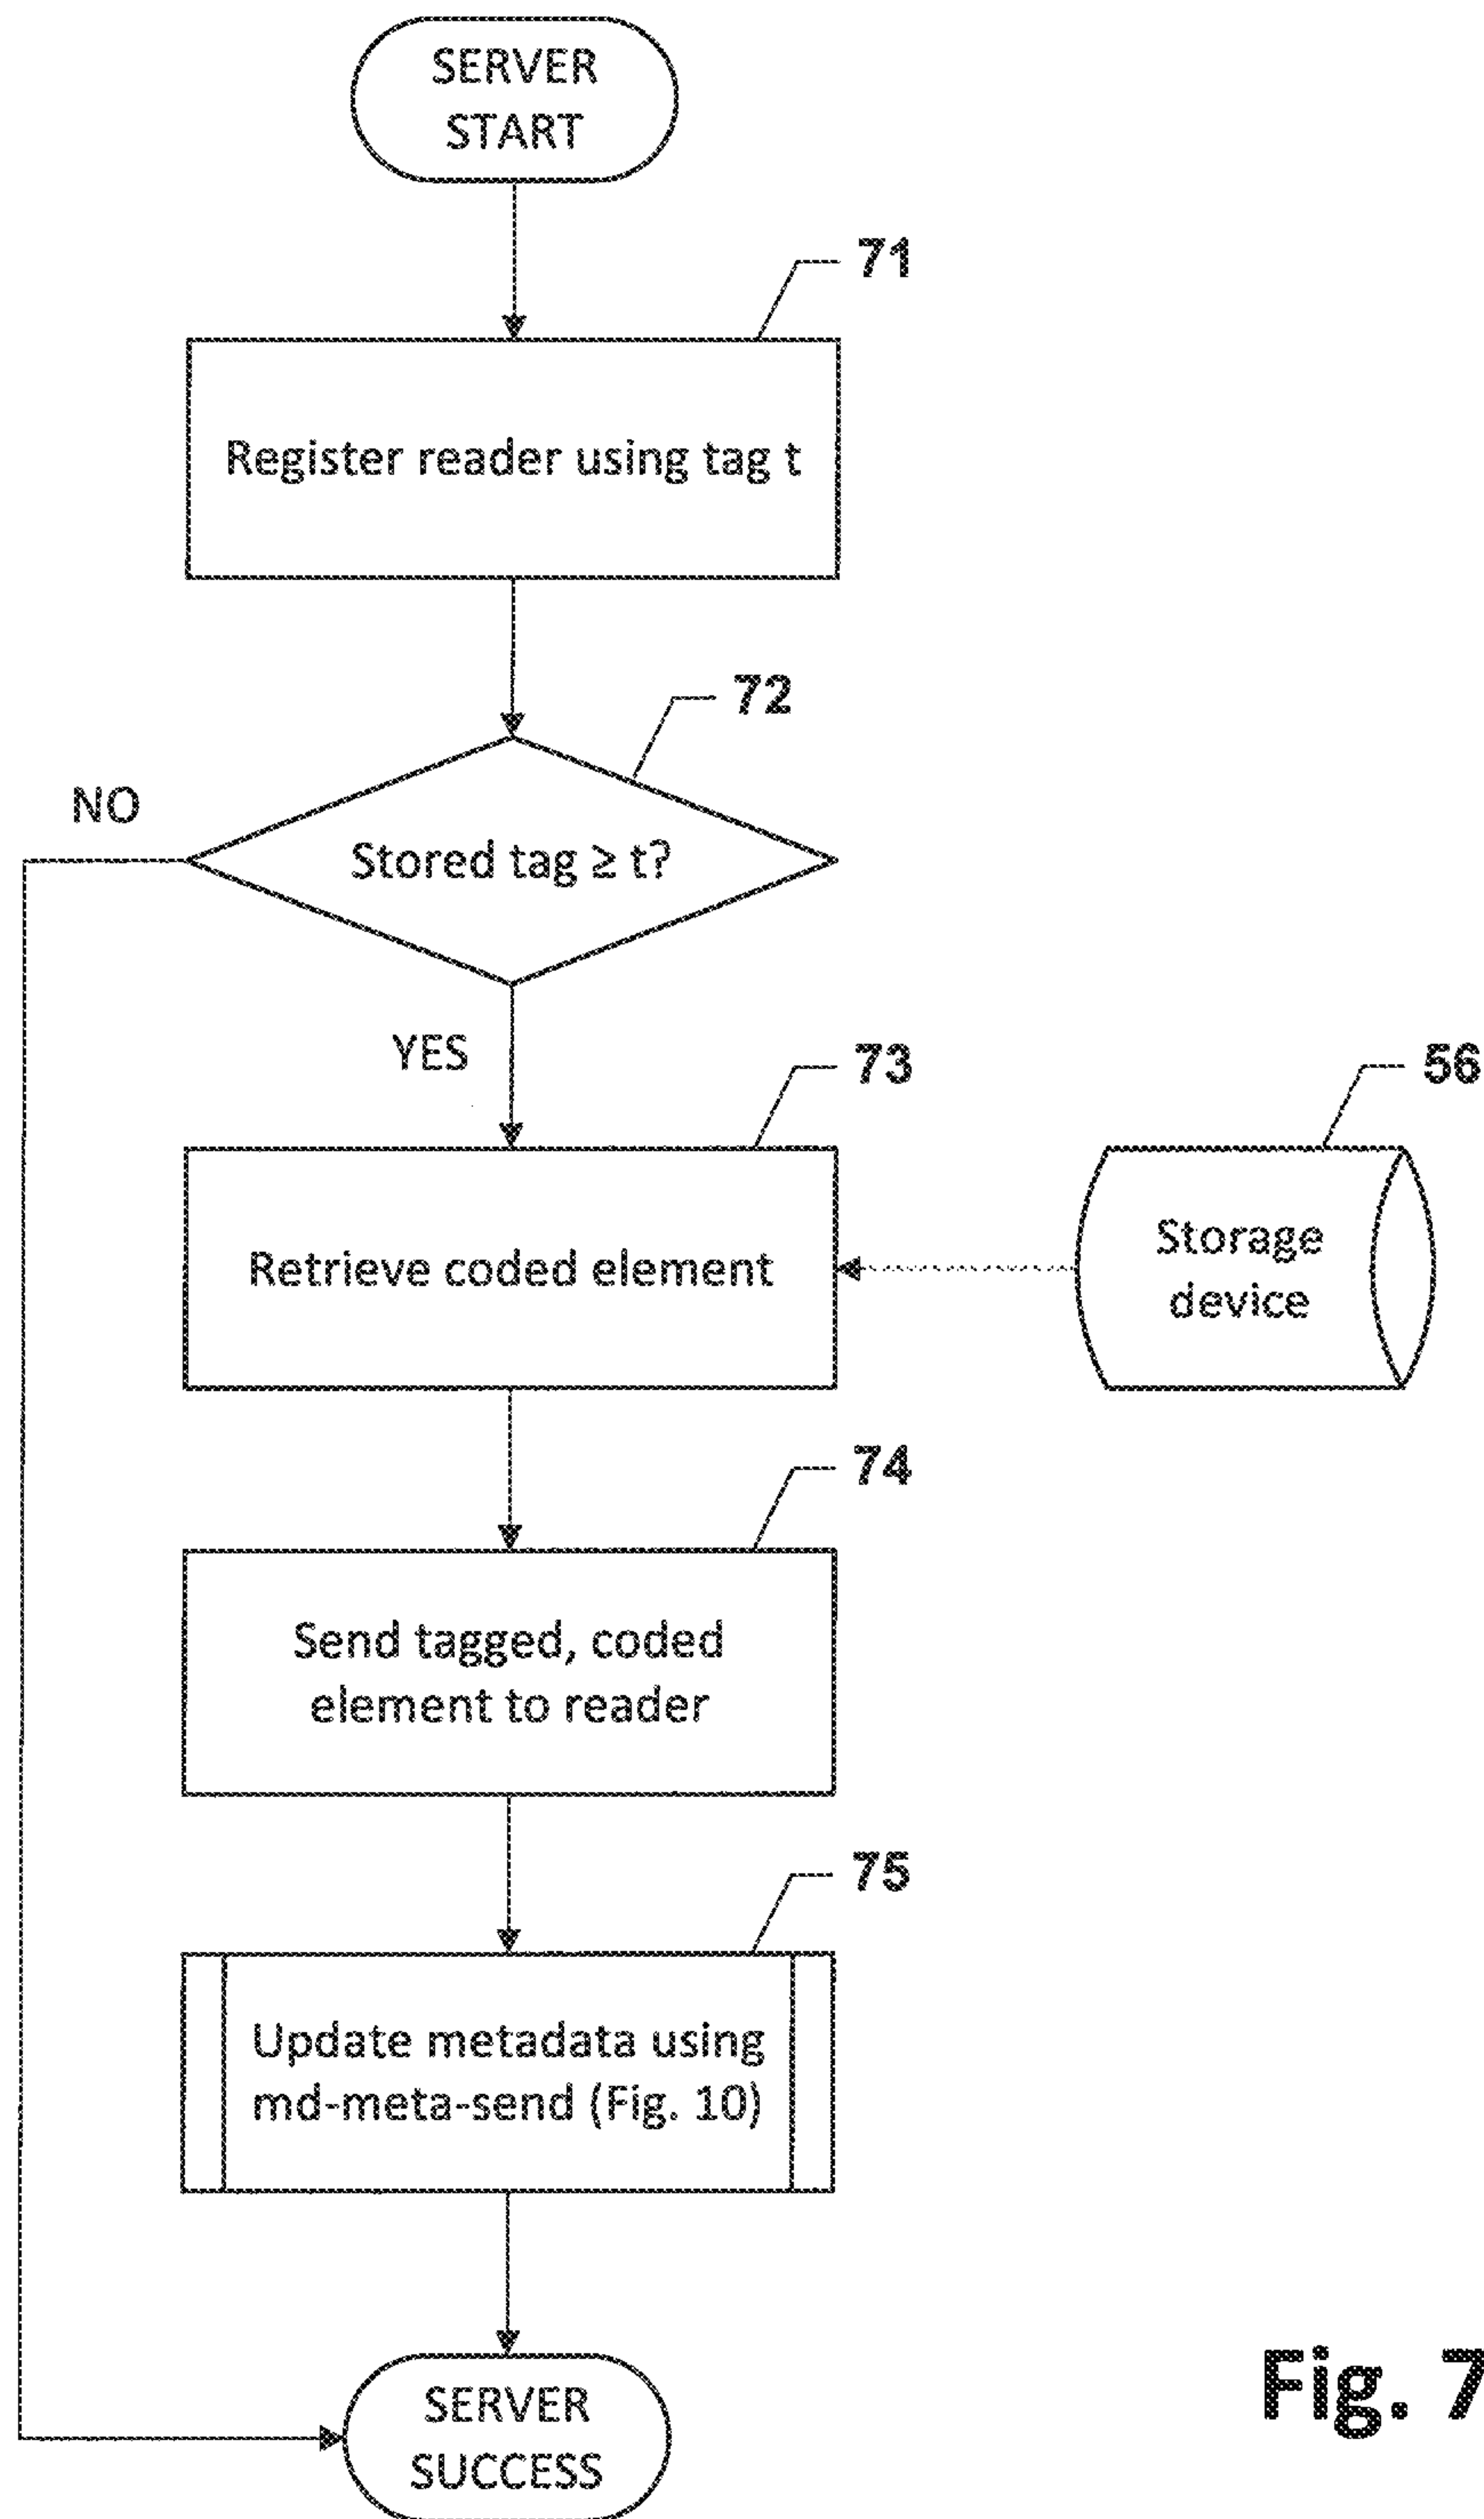 SERVER
START
71
Register reader using tag t
72
NO
Stored tag ≥ t?
YES
73
56
Retrieve coded element
Storage
device
74
Send tagged, coded
element to reader
75
Update metadata using
md-meta-send (Fig. 10)
SERVER
SUCCESS
Fig. 7